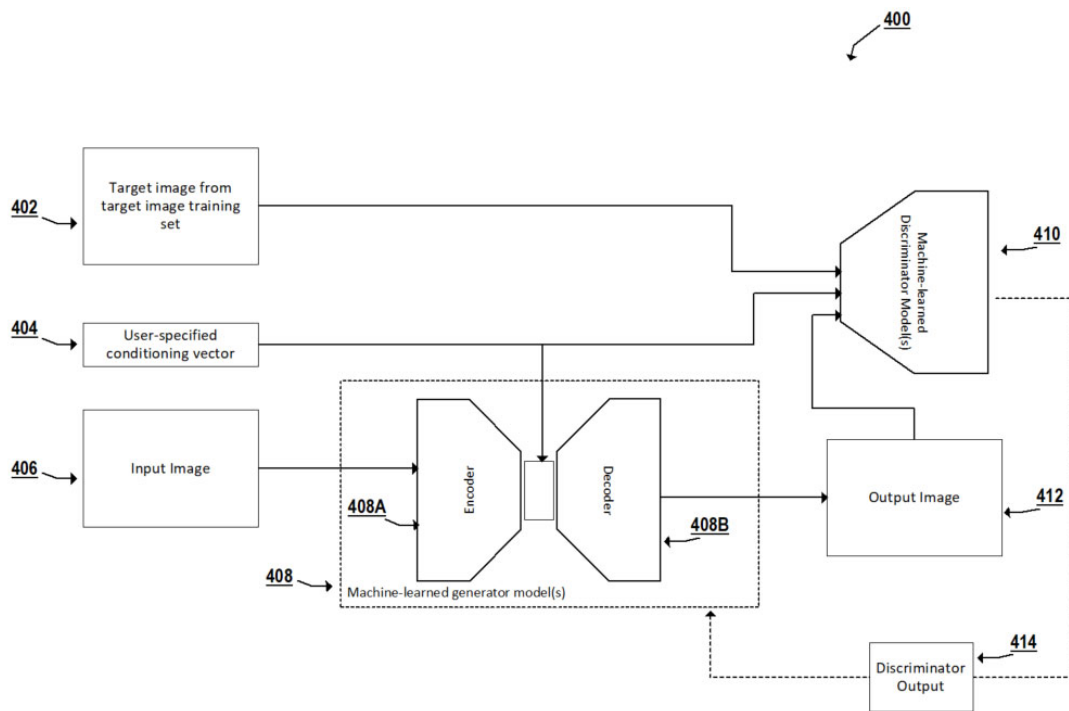 400
402
Target image from
target image training
set
Machine-learned
Discriminator Model(s)
410
404
User-specified
conditioning vector
406
Input Image
Encoder
408A
Decoder
408B
Output Image
412
408
Machine-learned generator model(s)
414
Discriminator
Output